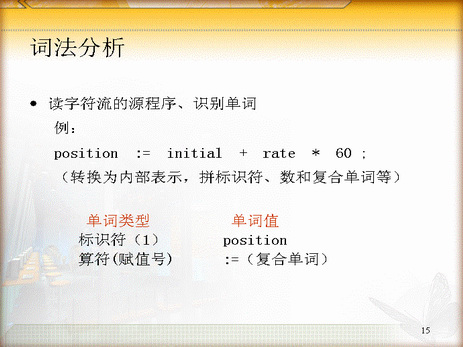 词法分析
• 读字符流的源程序、识别单词
例:
position := initial + rate * 60 ;
（转换为内部表示，拼标识符、数和复合单词等）
单词类型 单词值
标识符（1） position
算符(赋值号) :=（复合单词）
15